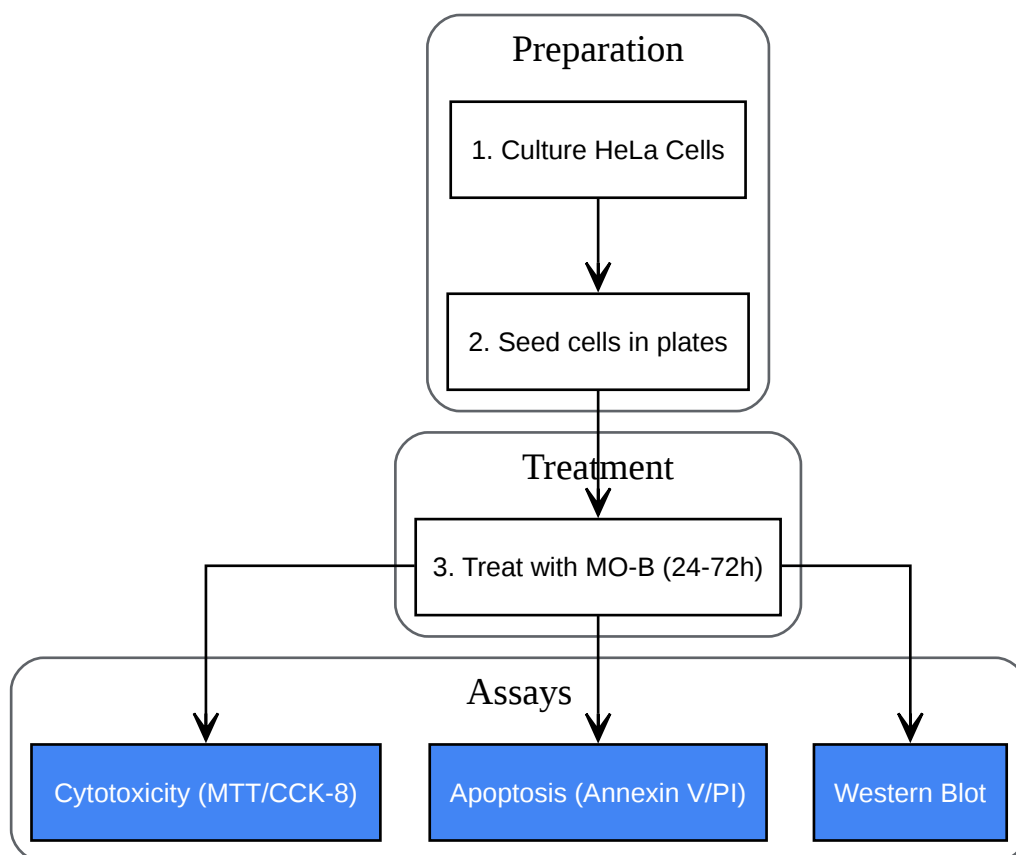 Preparation
1. Culture HeLa Cells
2. Seed cells in plates
Treatment
3. Treat with MO-B (24-72h)
Assays
Cytotoxicity (MTT/CCK-8)
Apoptosis (Annexin V/PI)
Western Blot